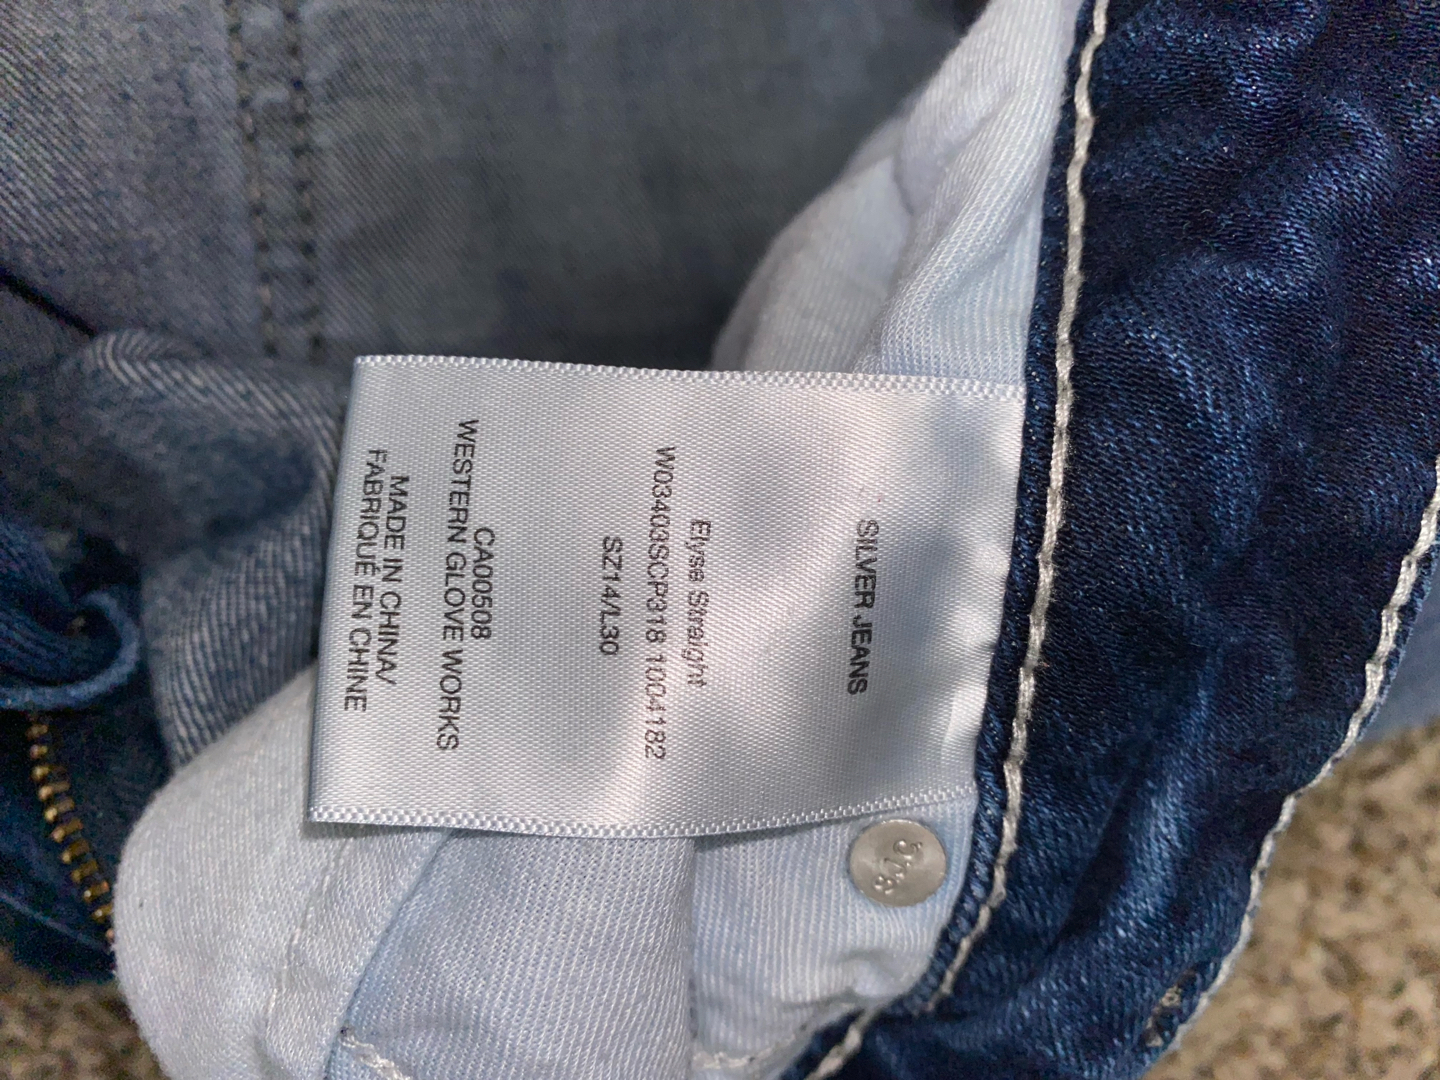 SILVER JEANS
Elyse Straight
W03403SCP318 1004182
SZ14/L30
CA00508
WESTERN GLOVE WORKS
MADE IN CHINA/
FABRIQUÉ EN CHINE